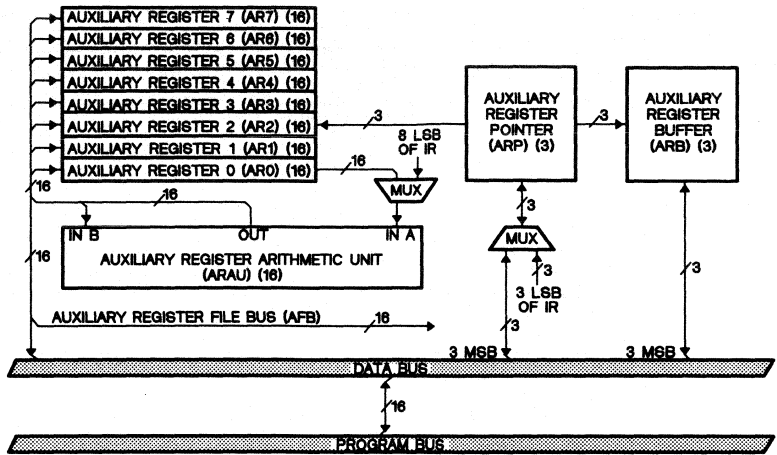 AUXILIARY REGISTER 7 (AR7) (16)
AUXILIARY REGISTER 6 (AR6) (16)
AUXILIARY REGISTER 5 (AR5) (16)
AUXILIARY REGISTER 4 (AR4) (16)
AUXILIARY REGISTER 3 (AR3) (16)
AUXILIARY REGISTER 2 (AR2) (16)
AUXILIARY REGISTER 1 (AR1) (16)
AUXILIARY REGISTER 0 (AR0) (16)
3
8 LSB
OF IR
16
MUX
AUXILIARY
REGISTER
POINTER
(ARP) (3)
3
AUXILIARY
REGISTER
BUFFER
(ARB) (3)
16
16
IN B
OUT
IN A
AUXILIARY REGISTER ARITHMETIC UNIT
(ARAU) (16)
16
3
MUX
3
3 LSB
OF IR
3
3
AUXILIARY REGISTER FILE BUS (AFB)
16
3 MSB
3 MSB
DATA BUS
16
PROGRAM BUS